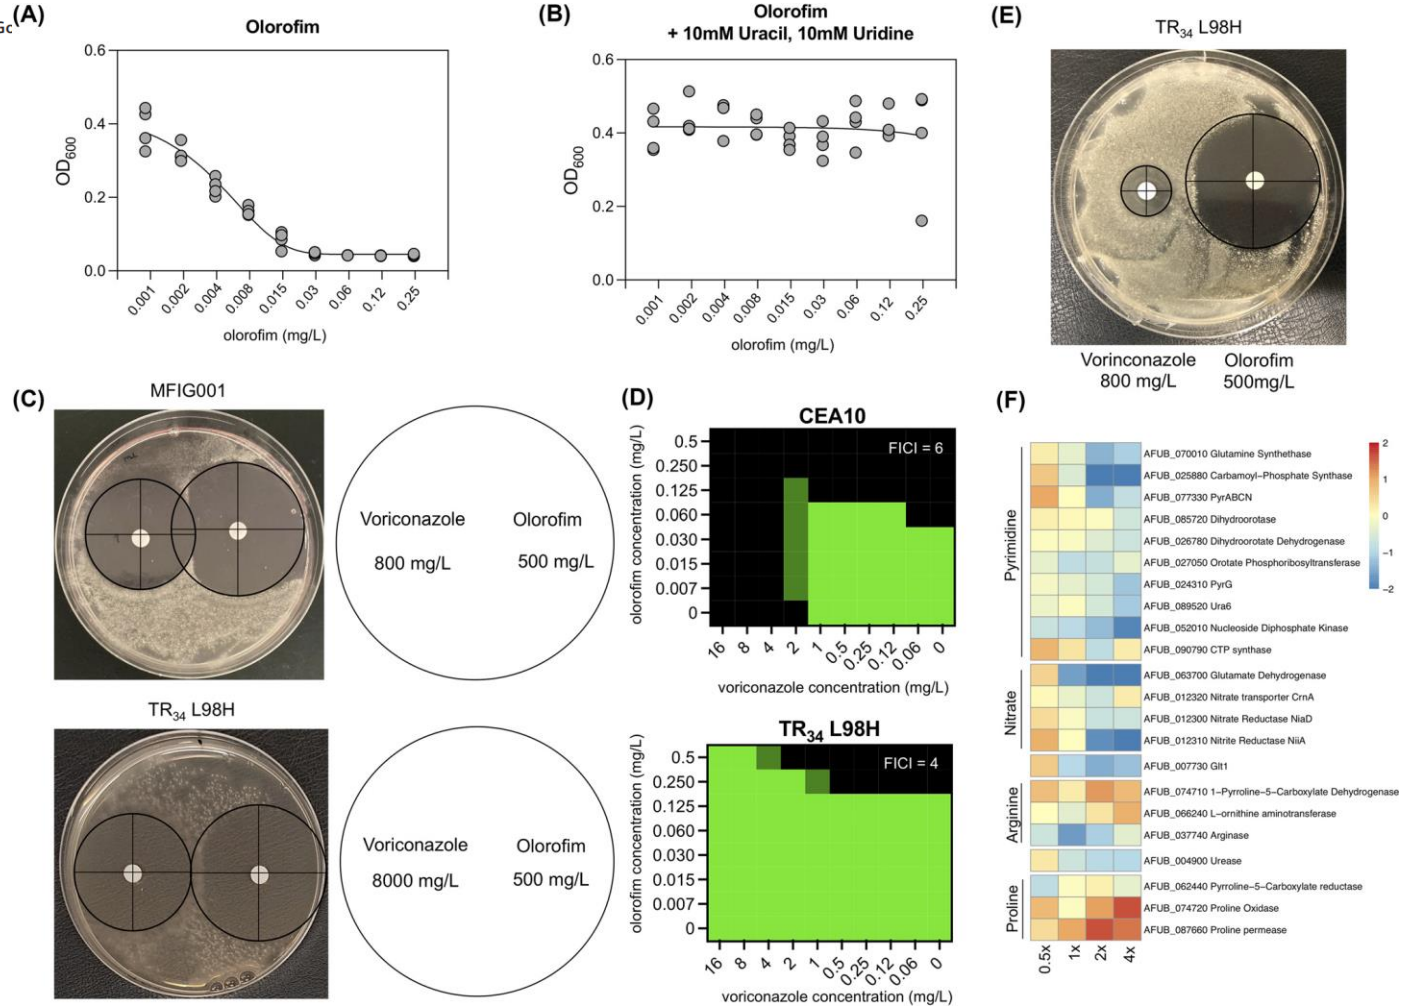 (A)
Olorofim
0.6
0.4
0.2
0.0
OD600
0.001 0.002 0.004 0.008 0.015 0.03 0.06 0.12 0.25
olorofim (mg/L)
(B)
Olorofim
+ 10mM Uracil, 10mM Uridine
0.6
0.4
0.2
0.0
OD600
0.001 0.002 0.004 0.008 0.015 0.03 0.06 0.12 0.25
olorofim (mg/L)
(E)
TR34 L98H
Vorinconazole Olorofim
800 mg/L 500mg/L
(C)
MFIG001
Voriconazole Olorofim
800 mg/L 500 mg/L
TR34 L98H
Voriconazole Olorofim
8000 mg/L 500 mg/L
(D)
CEA10
FICI = 6
olorofim concentration (mg/L)
0.5
0.250
0.125
0.060
0.030
0.015
0.007
0
16 8 4 2 1 0.5 0.25 0.12 0.06 0
voriconazole concentration (mg/L)
TR34 L98H
FICI = 4
olorofim concentration (mg/L)
0.5
0.250
0.125
0.060
0.030
0.015
0.007
0
16 8 4 2 1 0.5 0.25 0.12 0.06 0
voriconazole concentration (mg/L)
(F)
Pyrimidine
AFUB_070010 Glutamine Synthethase
AFUB_025880 Carbamoyl-Phosphate Synthase
AFUB_077330 PyrABCN
AFUB_085720 Dihydroorotase
AFUB_026780 Dihydroorotate Dehydrogenase
AFUB_027050 Orotate Phosphoribosyltransferase
AFUB_024310 PyrG
AFUB_089520 Ura6
AFUB_052010 Nucleoside Diphosphate Kinase
AFUB_090790 CTP synthase
Nitrate
AFUB_063700 Glutamate Dehydrogenase
AFUB_012320 Nitrate transporter CrnA
AFUB_012300 Nitrate Reductase NiaD
AFUB_012310 Nitrite Reductase NiiA
AFUB_007730 Glt1
Arginine
AFUB_074710 1-Pyrroline-5-Carboxylate Dehydrogenase
AFUB_066240 L-ornithine aminotransferase
AFUB_037740 Arginase
AFUB_004900 Urease
Proline
AFUB_062440 Pyrroline-5-Carboxylate reductase
AFUB_074720 Proline Oxidase
AFUB_087660 Proline permease
0.5x 1x 2x 4x
2
1
0
-1
-2